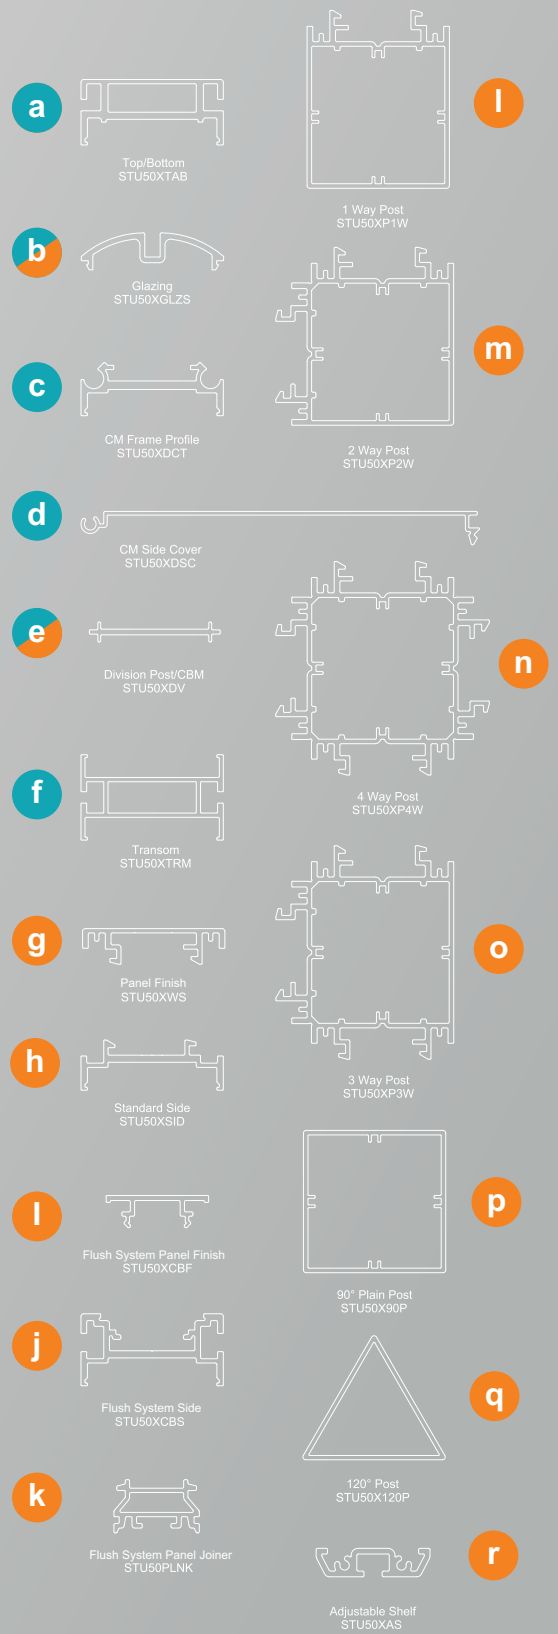 a
Top/Bottom
STU50XTAB
b
Glazing
STU50XGLZS
c
CM Frame Profile
STU50XDCT
d
CM Side Cover
STU50XDSC
e
Division Post/CBM
STU50XDV
f
Transom
STU50XTRM
g
Panel Finish
STU50XWS
h
Standard Side
STU50XSID
l
Flush System Panel Finish
STU50XCBF
j
Flush System Side
STU50XCBS
k
Flush System Panel Joiner
STU50PLNK
l
1 Way Post
STU50XP1W
m
2 Way Post
STU50XP2W
n
4 Way Post
STU50XP4W
o
3 Way Post
STU50XP3W
p
90° Plain Post
STU50X90P
q
120° Post
STU50X120P
r
Adjustable Shelf
STU50XAS